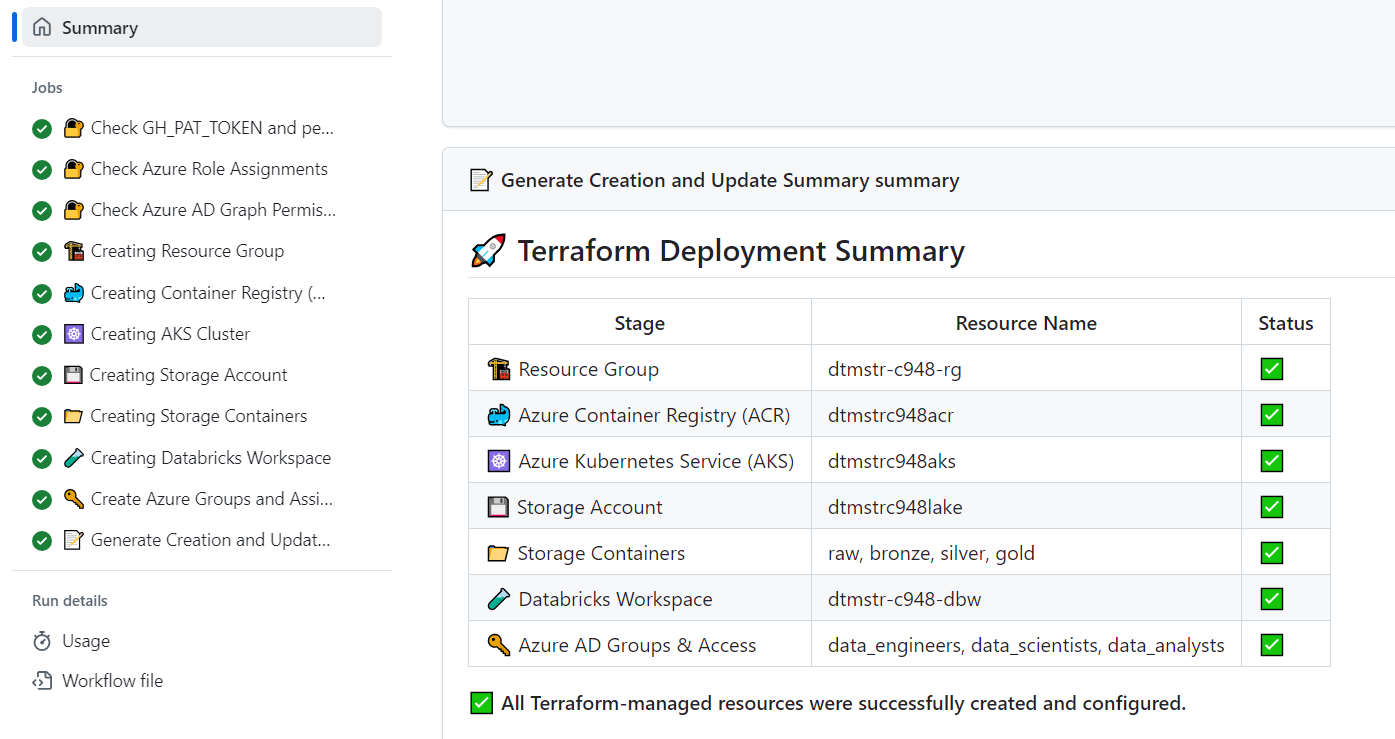 Summary
Jobs
Check GH_PAT_TOKEN and pe...
Check Azure Role Assignments
Check Azure AD Graph Permis...
Creating Resource Group
Creating Container Registry (...
Creating AKS Cluster
Creating Storage Account
Creating Storage Containers
Creating Databricks Workspace
Create Azure Groups and Assi...
Generate Creation and Updat...
Run details
Usage
Workflow file
Generate Creation and Update Summary summary
Terraform Deployment Summary
Stage Resource Name Status
Resource Group dtmstr-c948-rg
Azure Container Registry (ACR) dtmstrc948acr
Azure Kubernetes Service (AKS) dtmstrc948aks
Storage Account dtmstrc948lake
Storage Containers raw, bronze, silver, gold
Databricks Workspace dtmstr-c948-dbw
Azure AD Groups & Access data_engineers, data_scientists, data_analysts
All Terraform-managed resources were successfully created and configured.